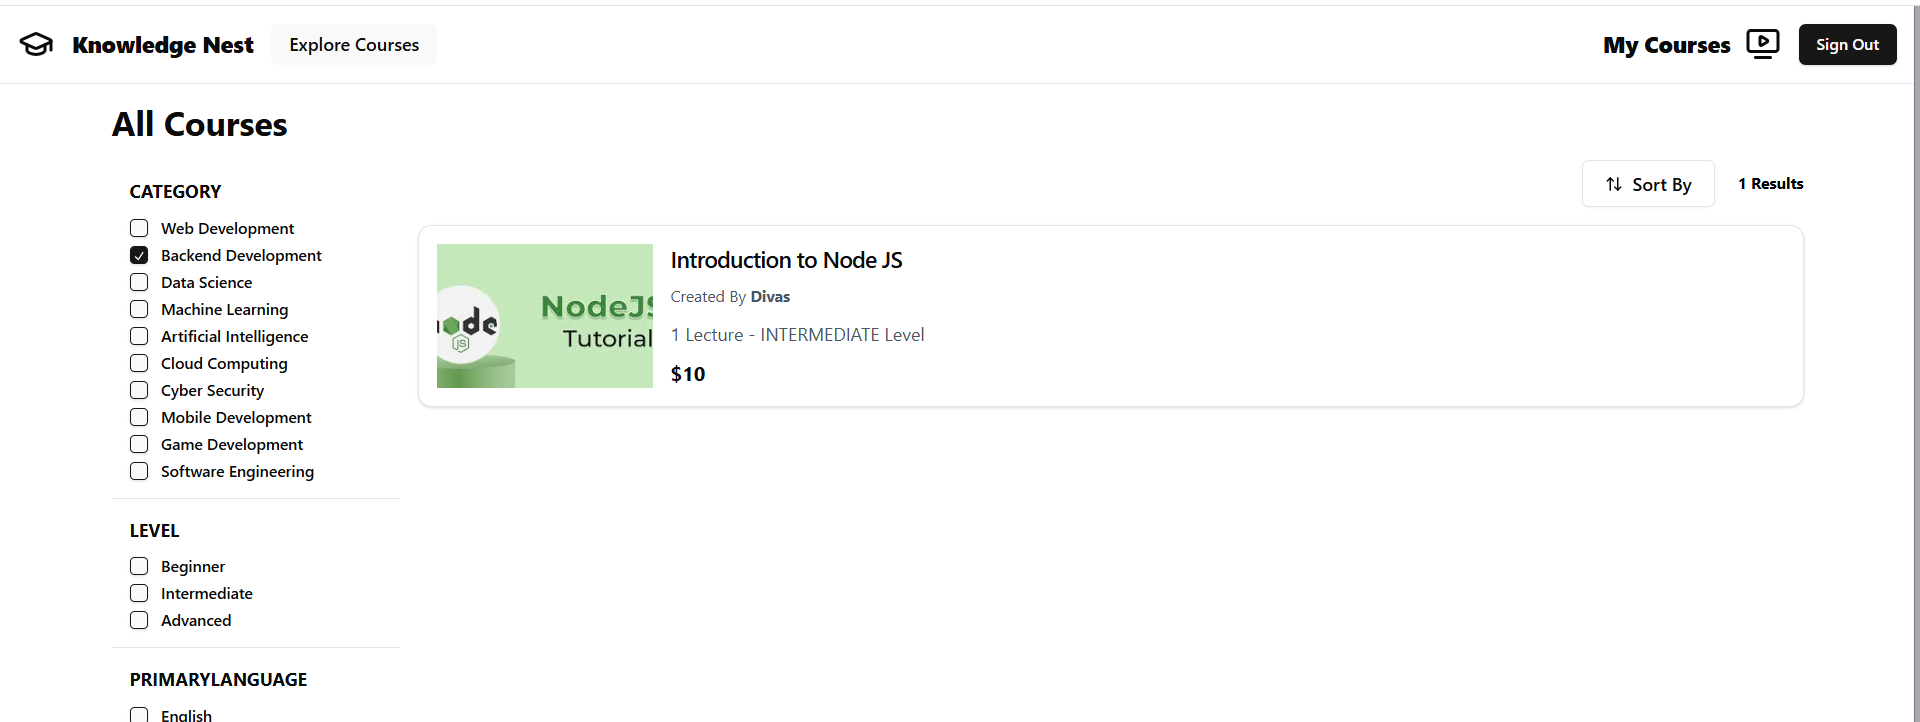 Knowledge Nest
Explore Courses
My Courses
Sign Out
All Courses
Sort By
1 Results
CATEGORY
Web Development
Backend Development
Data Science
Machine Learning
Artificial Intelligence
Cloud Computing
Cyber Security
Mobile Development
Game Development
Software Engineering
LEVEL
Beginner
Intermediate
Advanced
PRIMARYLANGUAGE
English
node
JS
NodeJS
Tutorial
Introduction to Node JS
Created By Divas
1 Lecture - INTERMEDIATE Level
$10